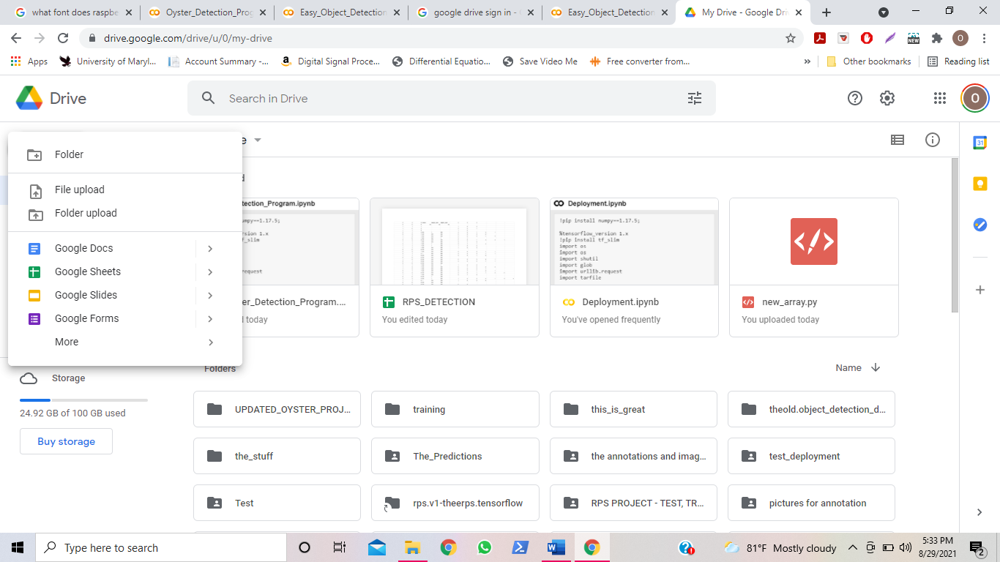 what font does raspbe
Oyster_Detection_Prog
Easy_Object_Detection
google drive sign in -
Easy_Object_Detection
My Drive - Google Dri
drive.google.com/drive/u/0/my-drive
O
Apps
University of Maryl...
Account Summary -...
Digital Signal Proce...
Differential Equatio...
Save Video Me
Free converter from...
»
Other bookmarks
Reading list
Drive
Search in Drive
O
31
Folder
File upload
Folder upload
Google Docs
Google Sheets
Google Slides
Google Forms
More
Storage
24.92 GB of 100 GB used
Buy storage
e
d
tection_Program.ipynb
umpy==1.17.5;
rsion 1.x
f_slim
request
er_Detection_Program....
d today
RPS_DETECTION
You edited today
Deployment.ipynb
!pip install numpy==1.17.5;
%tensorflow_version 1.x
!pip install tf_slim
import os
import os
import shutil
import glob
import urllib.request
import tarfile
Deployment.ipynb
You've opened frequently
new_array.py
You uploaded today
Folders
Name
UPDATED_OYSTER_PROJ...
training
this_is_great
theold.object_detection_d...
the_stuff
The_Predictions
the annotations and imag...
test_deployment
Test
rps.v1-theerps.tensorflow
RPS PROJECT - TEST, TR...
pictures for annotation
Type here to search
81°F Mostly cloudy
5:33 PM
8/29/2021
2